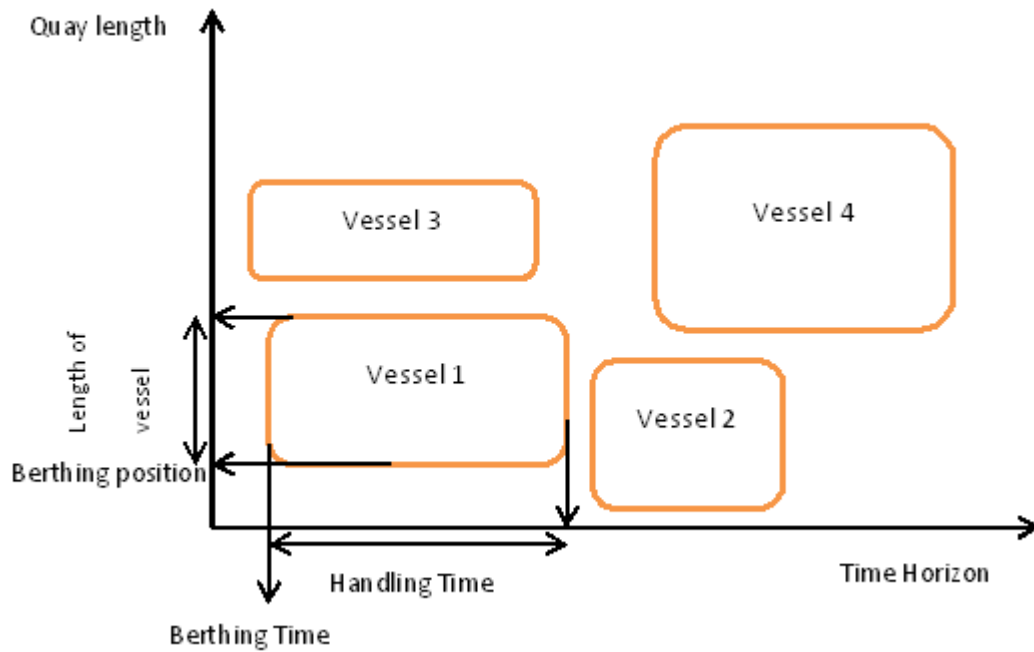 Quay length
Vessel 4
Vessel 3
Length of
vessel
Vessel 1
Vessel 2
Berthing position
Handling Time
Time Horizon
Berthing Time